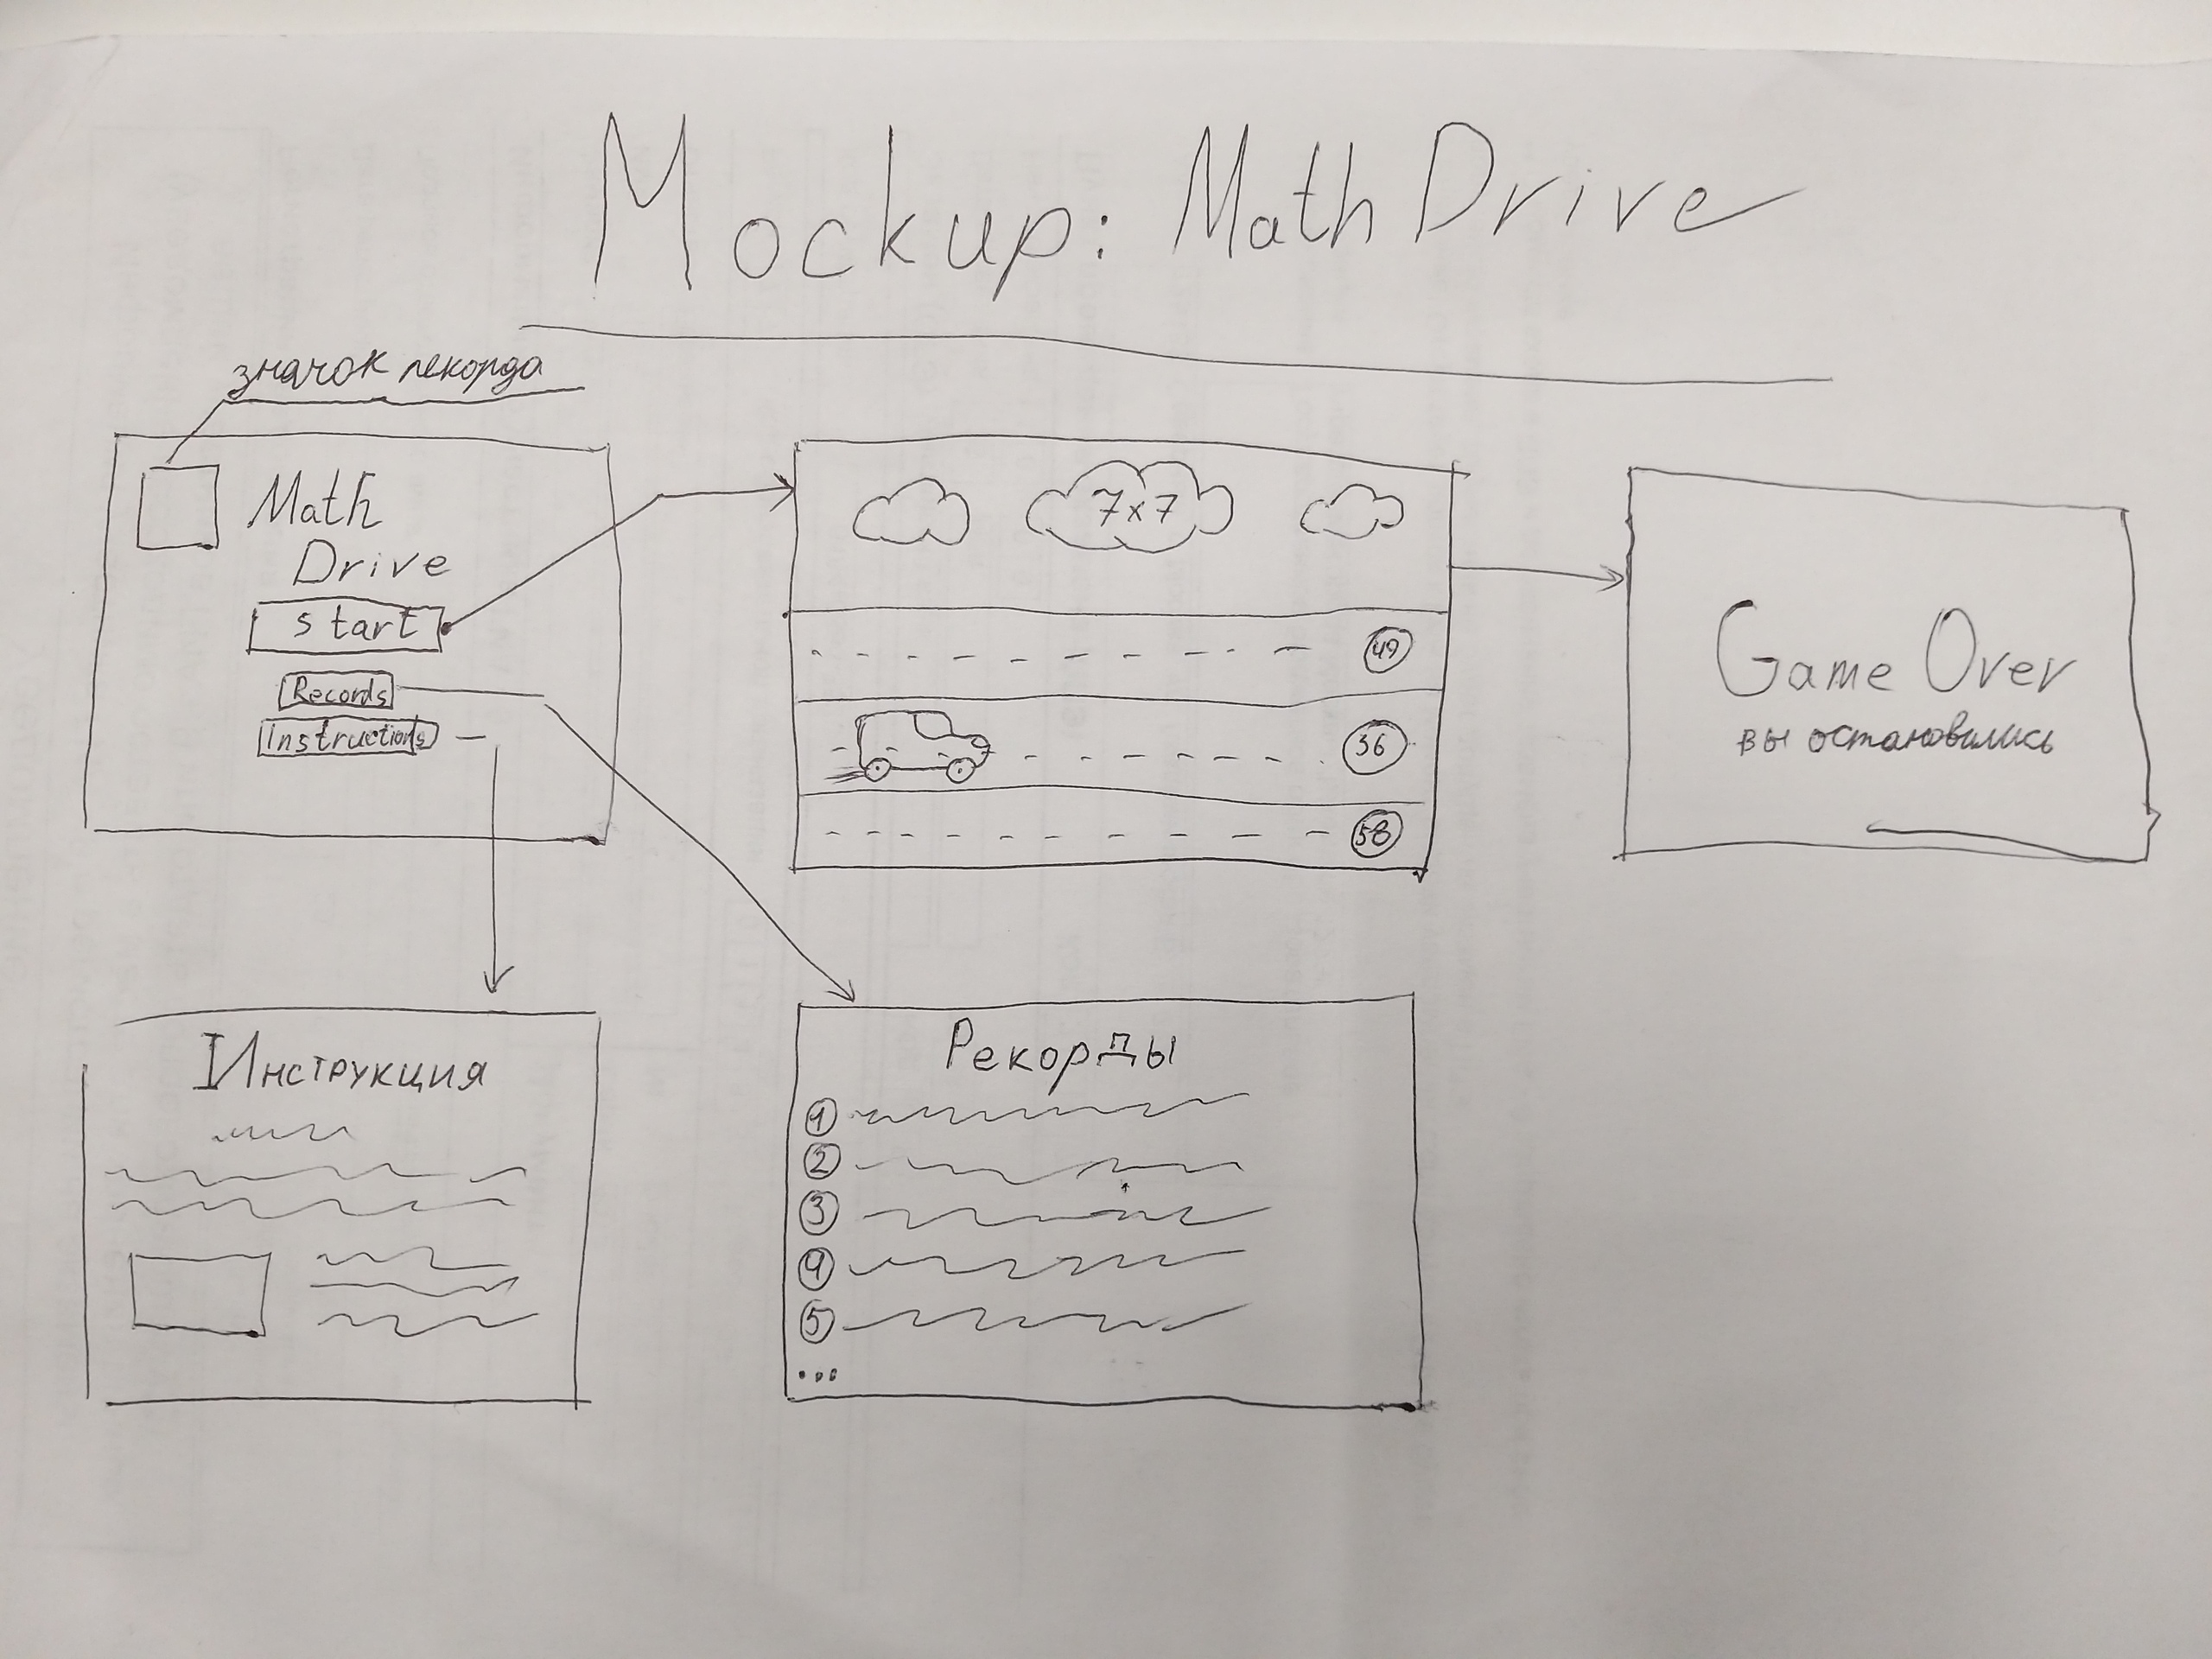 Mockup: Math Drive
значок рекорда
Math
Drive
start
Records
instructions
7x7
49
36
58
Game Over
вы остановились
Инструкция
Рекорды
1
2
3
4
5
...